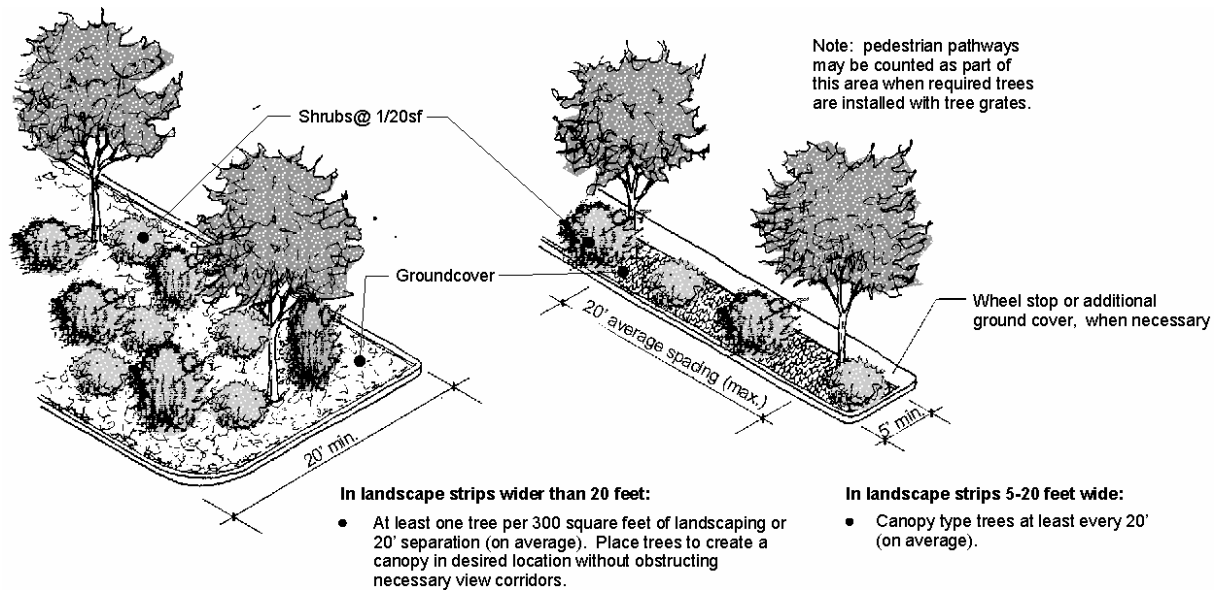 Note: pedestrian pathways
may be counted as part of
this area when required trees
are installed with tree grates.
Shrubs@ 1/20sf
Groundcover
Wheel stop or additional
ground cover, when necessary
20' average spacing (max.)
5' min.
20' min.
In landscape strips wider than 20 feet:
● At least one tree per 300 square feet of landscaping or
20' separation (on average). Place trees to create a
canopy in desired location without obstructing
necessary view corridors.
In landscape strips 5-20 feet wide:
● Canopy type trees at least every 20'
(on average).